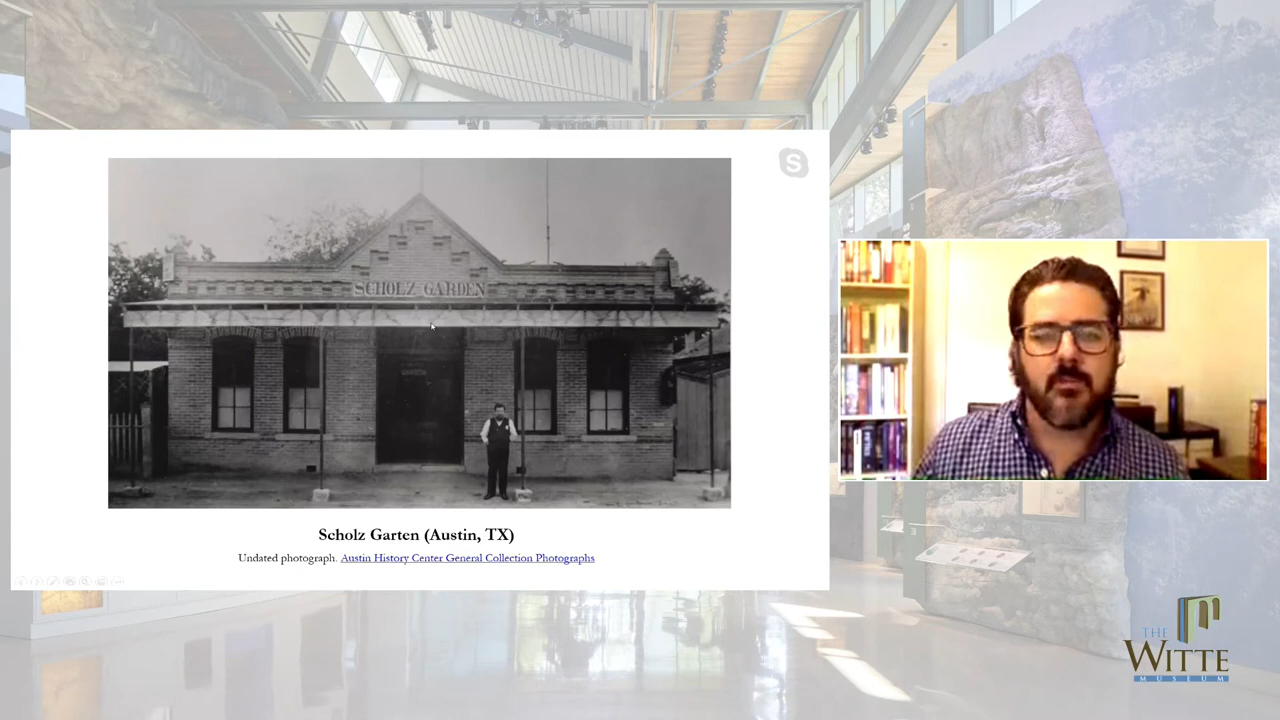 SCHOLZ GARDEN
Scholz Garten (Austin, TX)
Undated photograph. Austin History Center General Collection Photographs
THE
WITTE
MUSEUM